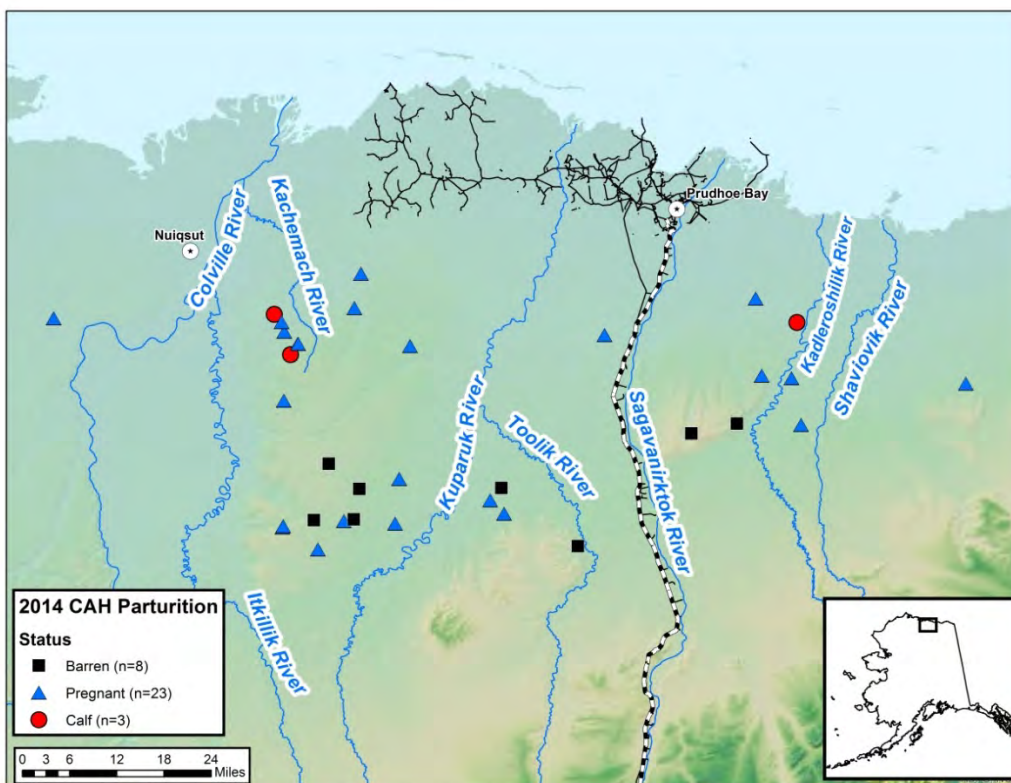 Nuiqsut
Colville River
Kachemach River
Prudhoe Bay
Kadleroshilik River
Shaviovik River
Kuparuk River
Toolik River
Sagavanirktok River
Itkillik River
2014 CAH Parturition
Status
Barren (n=8)
Pregnant (n=23)
Calf (n=3)
0 3 6 12 18 24
Miles